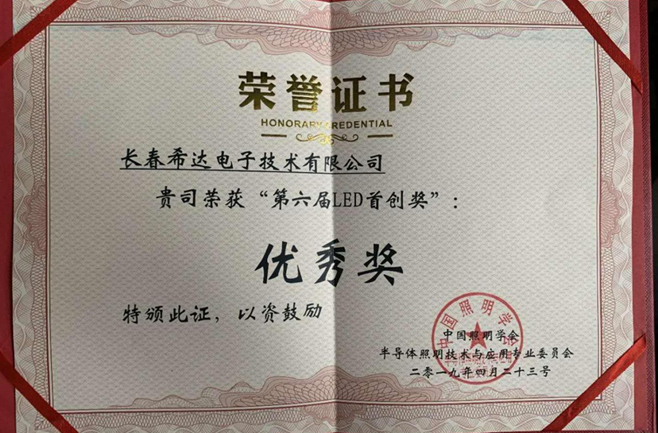 荣誉证书
HONORARY CREDENTIAL
长春希达电子技术有限公司
贵司荣获“第六届LED首创奖”：
优秀奖
特颁此证，以资鼓励
中国照明学会
中国照明学会
半导体照明技术与应用专业委员会
二零一九年四月二十三号